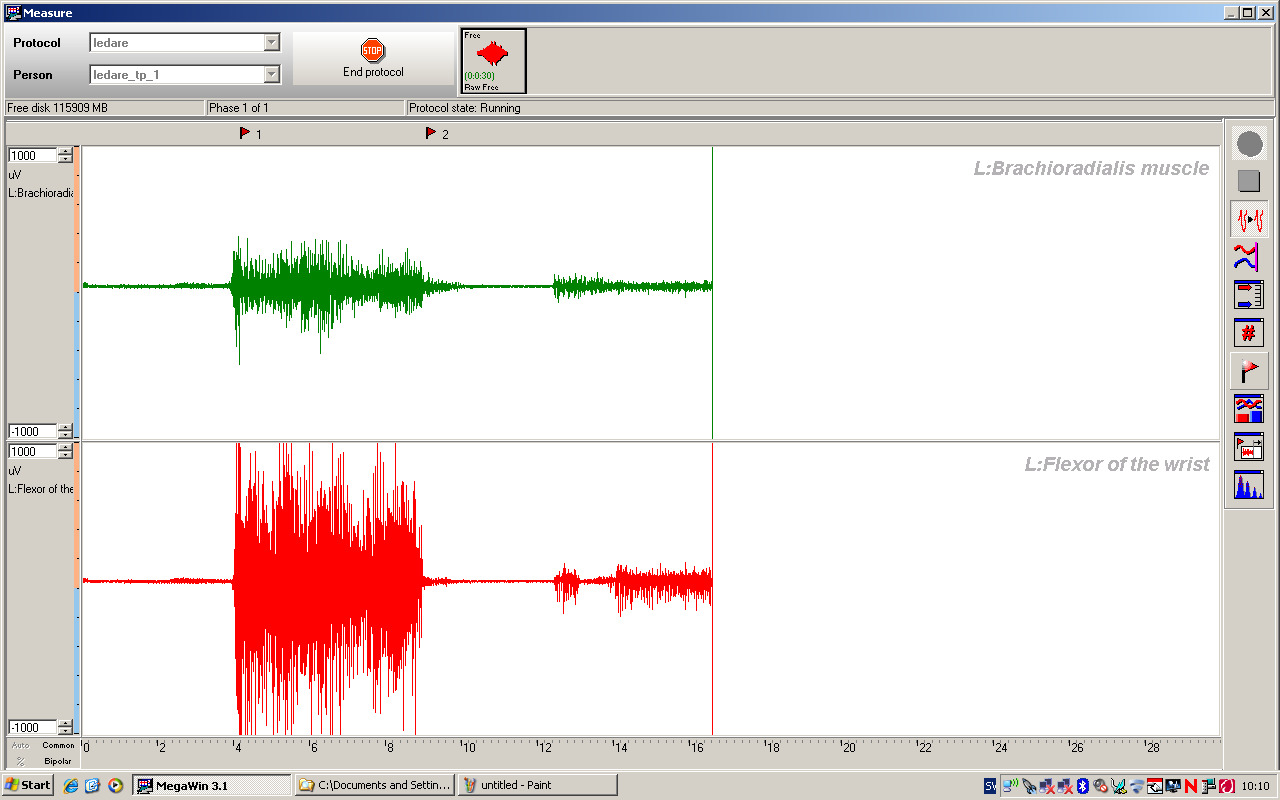 Measure
Protocol
ledare
Person
ledare_tp_1
STOP
End protocol
Free
(0:0:30)
Raw Free
Free disk 115909 MB
Phase 1 of 1
Protocol state: Running
1
2
1000
uV
L:Brachioradia
-1000
L:Brachioradialis muscle
1000
uV
L:Flexor of the
-1000
L:Flexor of the wrist
#
Auto
Common
%
Bipolar
0 2 4 6 8 10 12 14 16 18 20 22 24 26 28
Start
MegaWin 3.1
C:\Documents and Settin...
untitled - Paint
SV
N
10:10